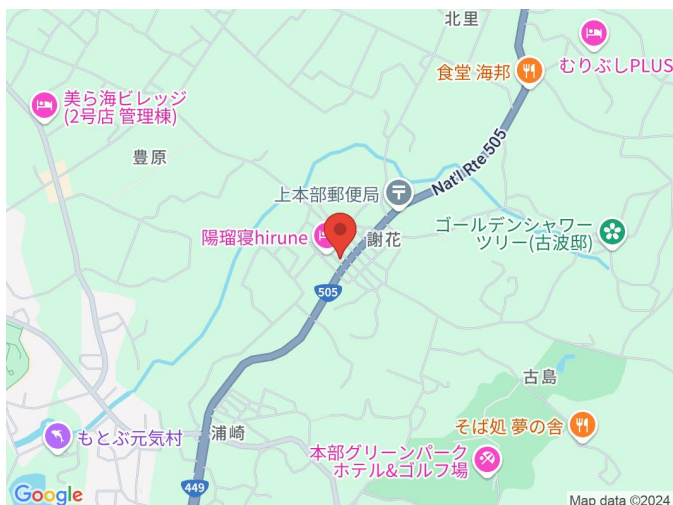 北里
食堂 海邦
むりぶしPLUS
美ら海ビレッジ
(2号店 管理棟)
豊原
Nat'l Rte 505
上本部郵便局
陽瑠寝hirune
謝花
ゴールデンシャワー
ツリー(古波邸)
505
古島
そば処 夢の舎
もとぶ元気村
浦崎
本部グリーンパーク
ホテル&ゴルフ場
449
Google
Map data ©2024